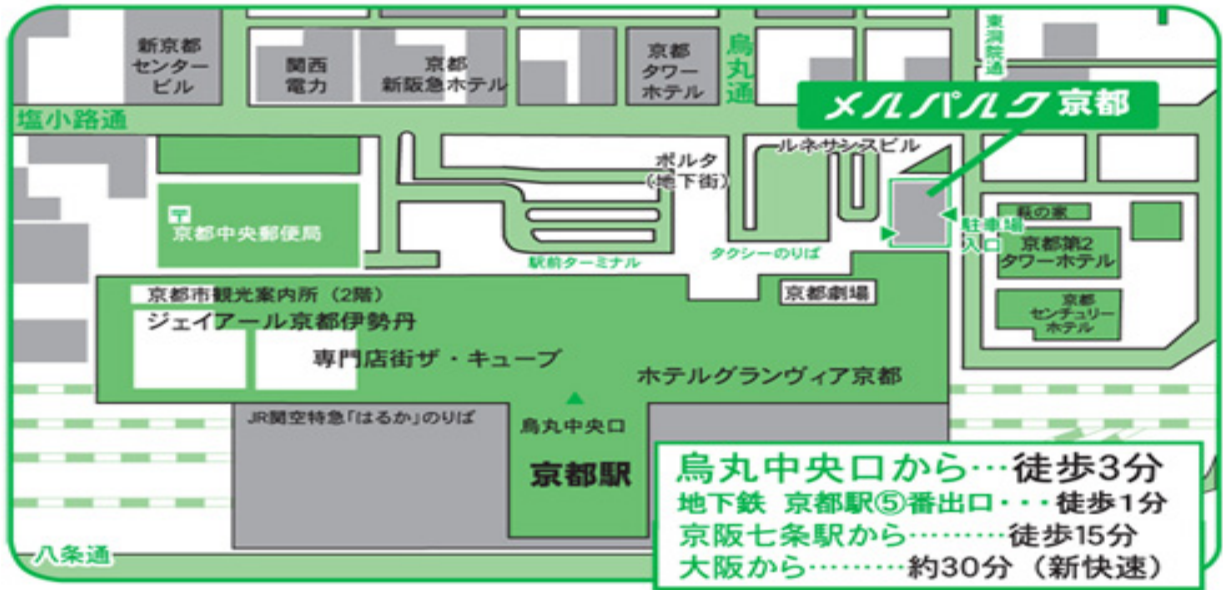 新京都
センター
ビル
関西
電力
京都
新阪急ホテル
京都
タワー
ホテル
烏丸通
東洞院通
メルパルク 京都
塩小路通
ポルタ
(地下街)
ルネサンスビル
〒
京都中央郵便局
駅前ターミナル
タクシーのりば
駐車場
入口
萩の家
京都第2
タワーホテル
京都
センチュリー
ホテル
京都市観光案内所(2階)
ジェイアール京都伊勢丹
専門店街ザ・キューブ
京都劇場
ホテルグランヴィア京都
JR関空特急「はるか」のりば
烏丸中央口
京都駅
八条通
烏丸中央口から…徒歩3分
地下鉄 京都駅⑤番出口・・・徒歩1分
京阪七条駅から………徒歩15分
大阪から………約30分(新快速)